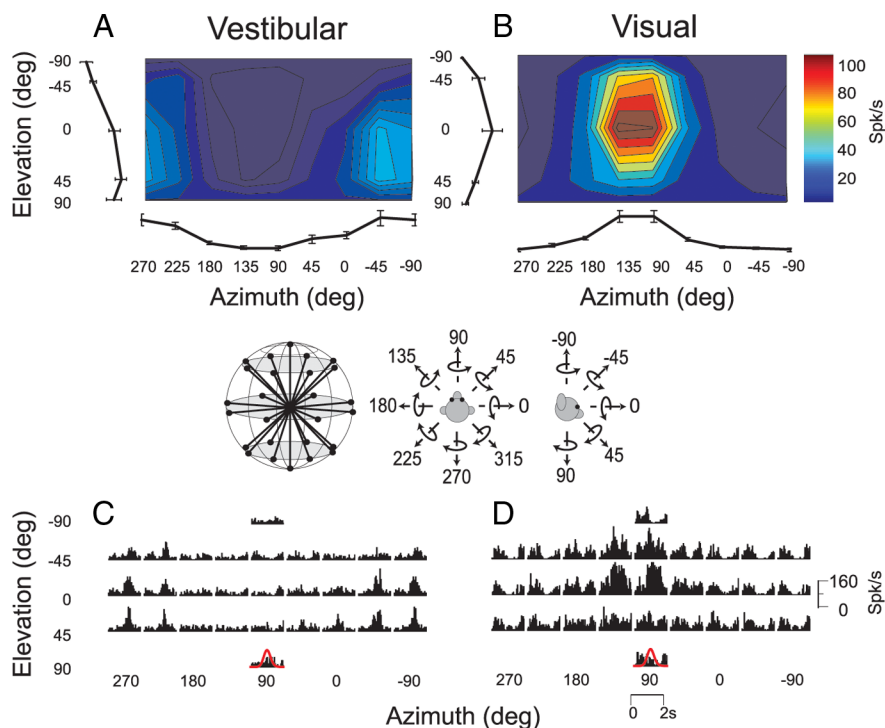 A Vestibular
B Visual
Elevation (deg)
-90
-45
0
45
90
-90
-45
0
45
90
100
80
60
40
20
Spk/s
270 225 180 135 90 45 0 -45 -90
270 225 180 135 90 45 0 -45 -90
Azimuth (deg)
Azimuth (deg)
90
135 45
180 0
225 315
270
-90
-45
0
45
90
C
D
Elevation (deg)
-90
-45
0
45
90
160
0
Spk/s
270 180 90 0 -90
270 180 90 0 -90
0 2s
Azimuth (deg)